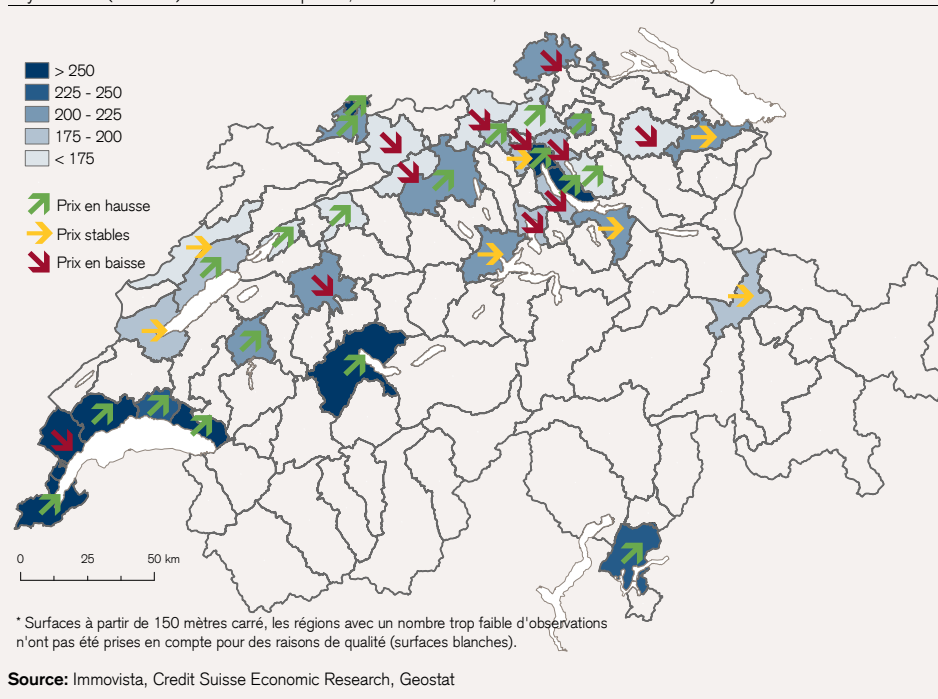 > 250
225 - 250
200 - 225
175 - 200
< 175
Prix en hausse
Prix stables
Prix en baisse
0 25 50 km
* Surfaces à partir de 150 mètres carré, les régions avec un nombre trop faible d'observations
n'ont pas été prises en compte pour des raisons de qualité (surfaces blanches).
Source: Immovista, Credit Suisse Economic Research, Geostat